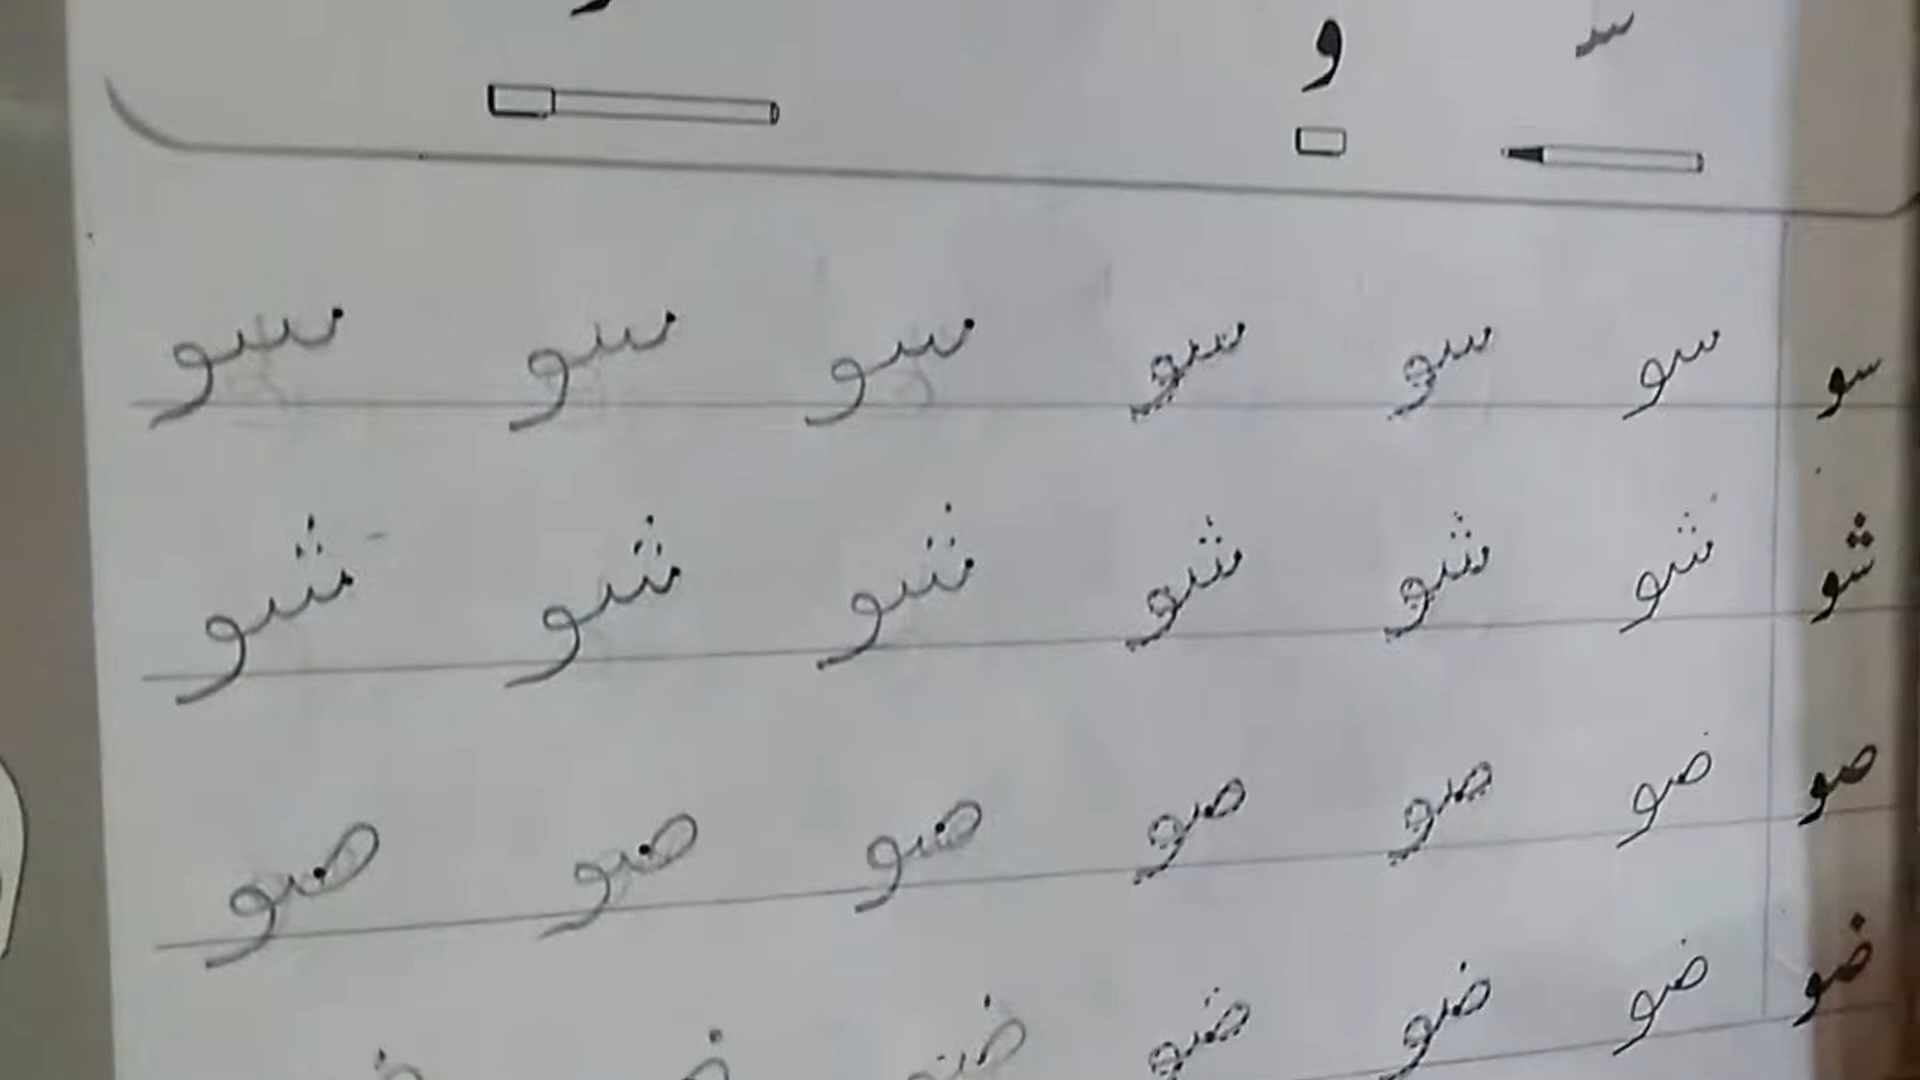 سـ و
سو سو سو سو سو سو سو
شو شو شو شو شو شو شو
صو صو صو صو صو صو صو
ضو ضو ضو ضو